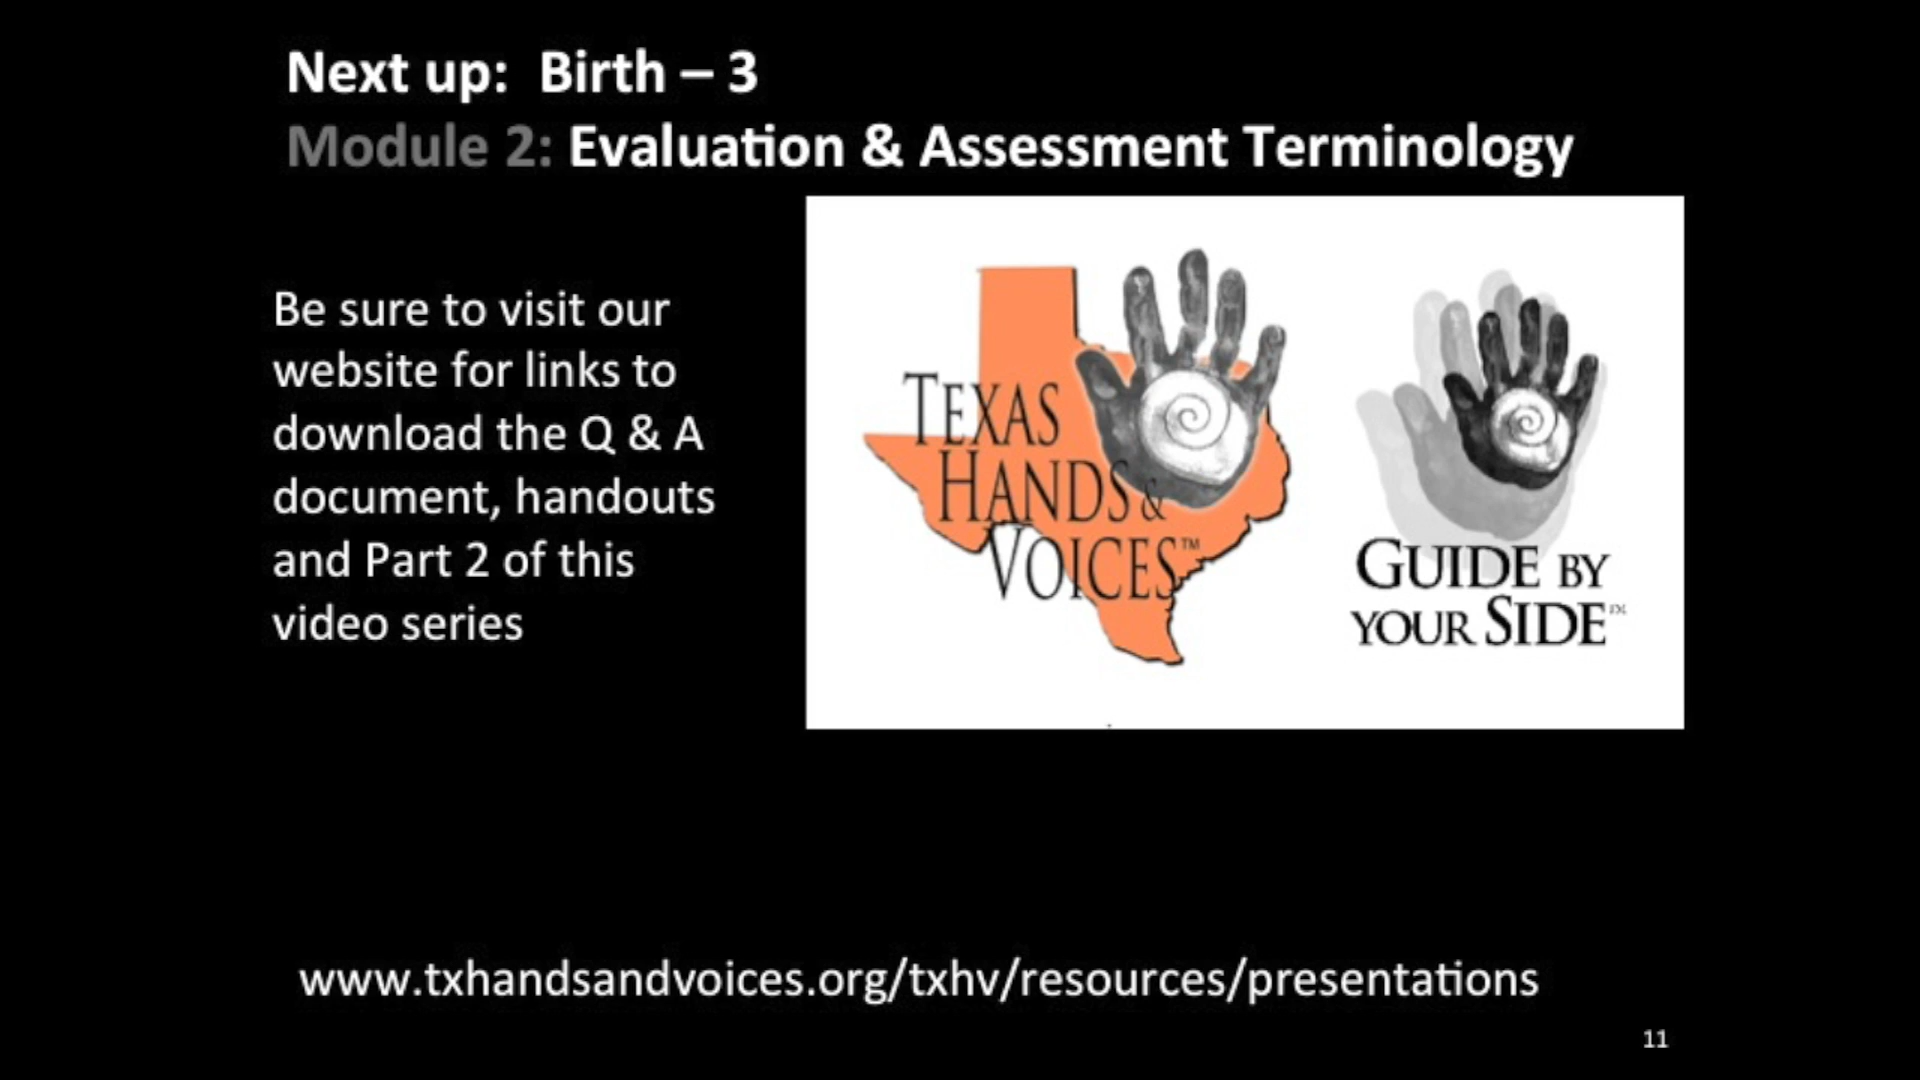 Next up: Birth – 3
Module 2: Evaluation & Assessment Terminology
Be sure to visit our
website for links to
download the Q & A
document, handouts
and Part 2 of this
video series
TEXAS
HANDS &
VOICES™
GUIDE BY
YOUR SIDE™
www.txhandsandvoices.org/txhv/resources/presentations
11